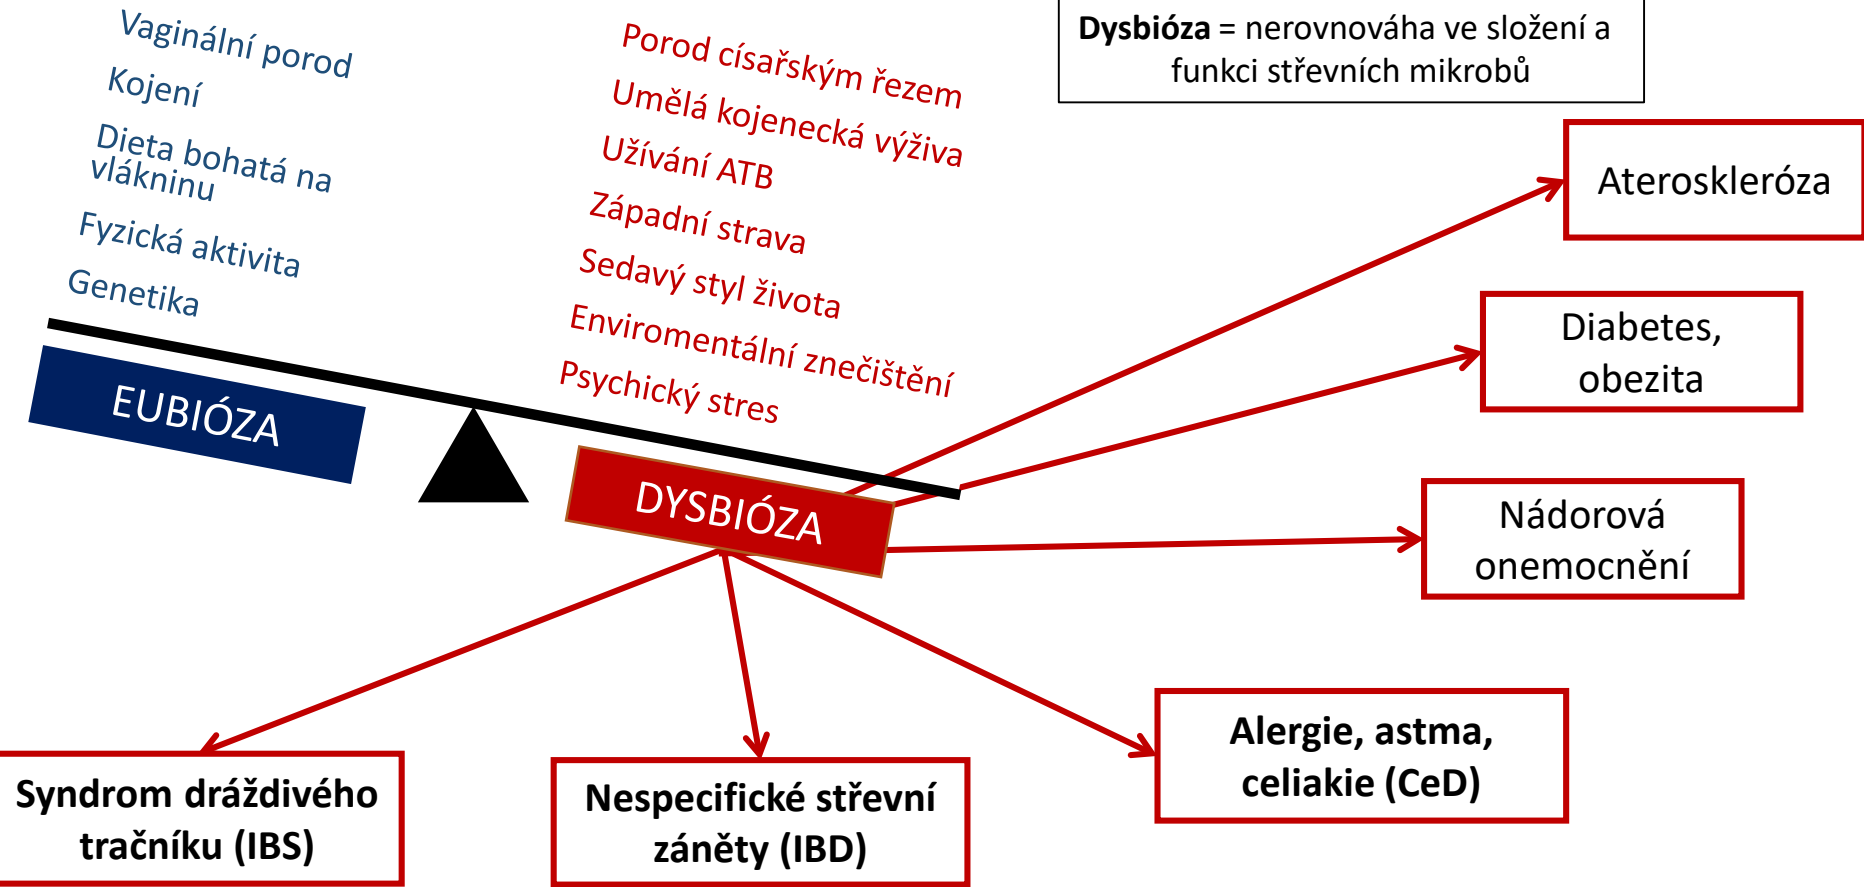 Vaginální porod
Kojení
Dieta bohatá na
vlákninu
Fyzická aktivita
Genetika
EUBIÓZA
Porod císařským řezem
Umělá kojenecká výživa
Užívání ATB
Západní strava
Sedavý styl života
Enviromentální znečištění
Psychický stres
DYSBIÓZA
Dysbióza = nerovnováha ve složení a
funkci střevních mikrobů
Ateroskleróza
Diabetes,
obezita
Nádorová
onemocnění
Alergie, astma,
celiakie (CeD)
Nespecifické střevní
záněty (IBD)
Syndrom dráždivého
tračníku (IBS)